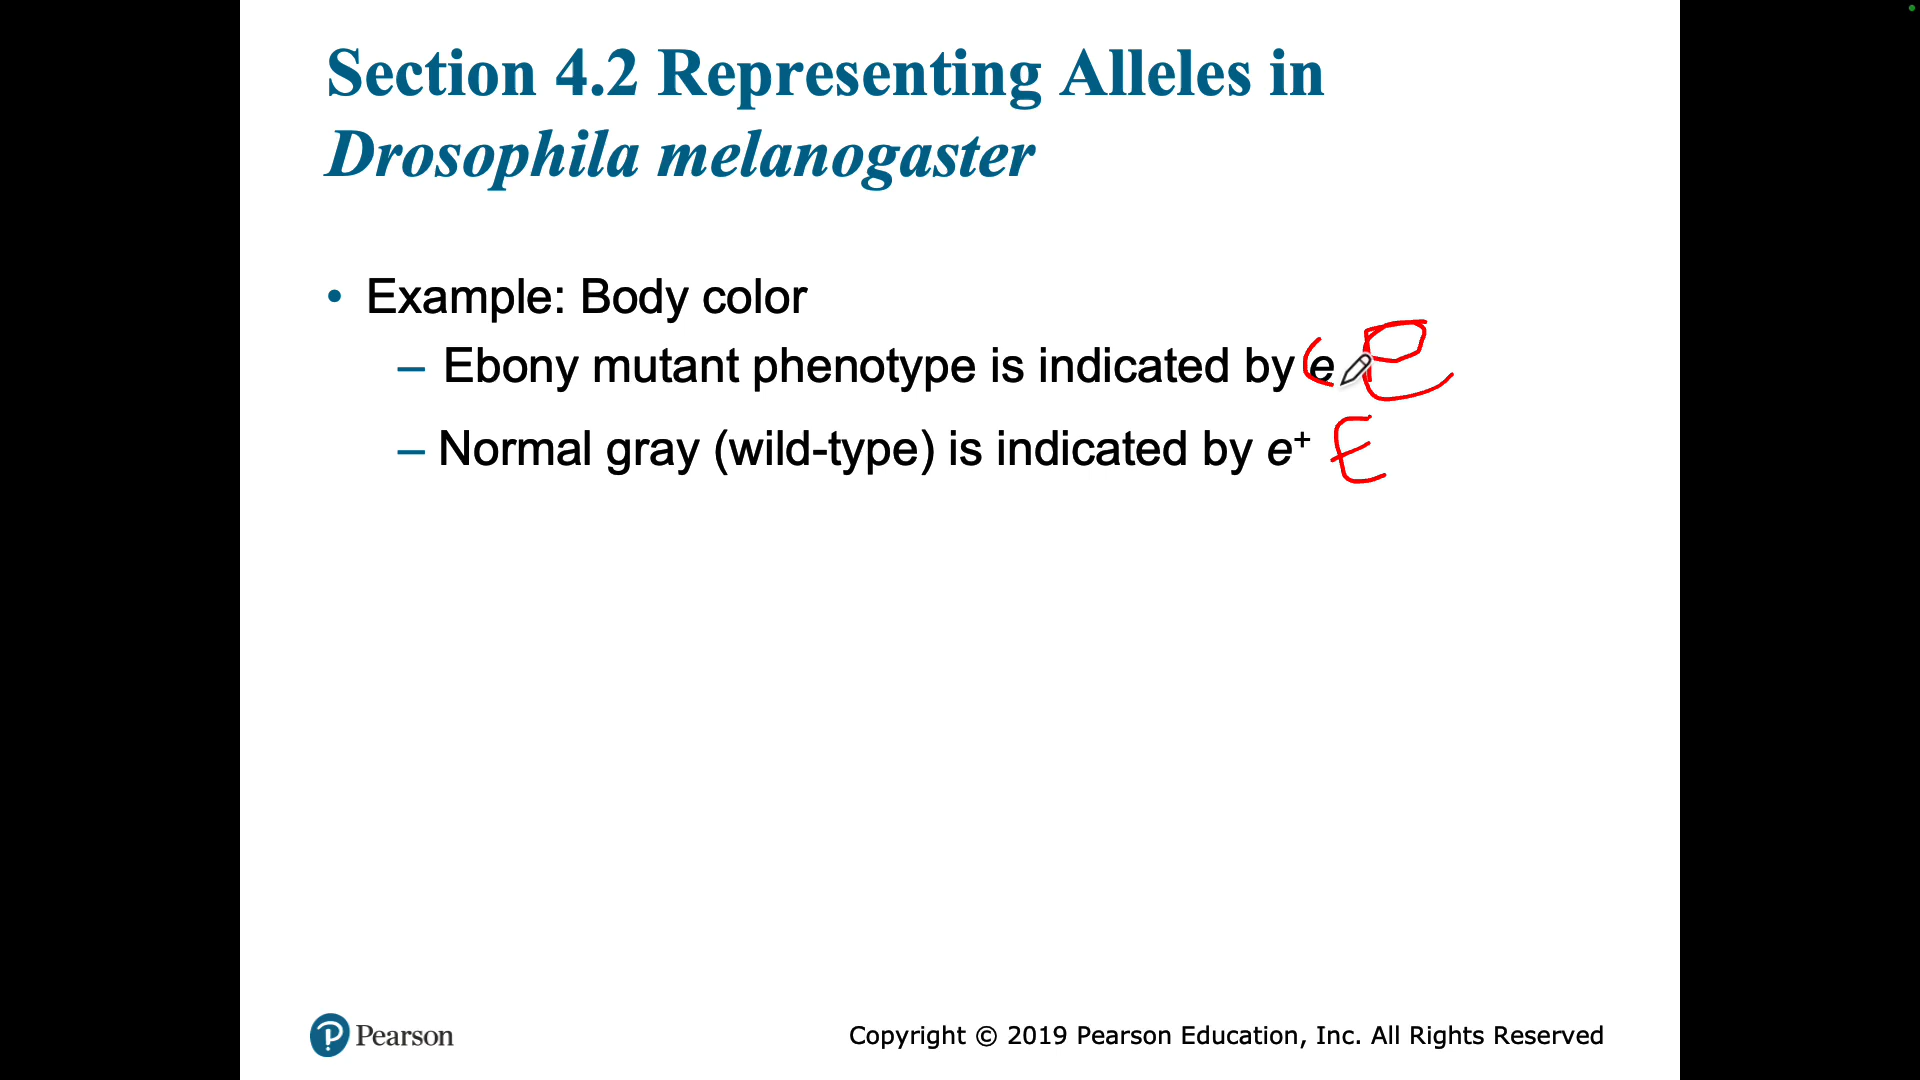 Section 4.2 Representing Alleles in
Drosophila melanogaster
• Example: Body color
– Ebony mutant phenotype is indicated by e e
– Normal gray (wild-type) is indicated by e⁺ E
Pearson
Copyright © 2019 Pearson Education, Inc. All Rights Reserved